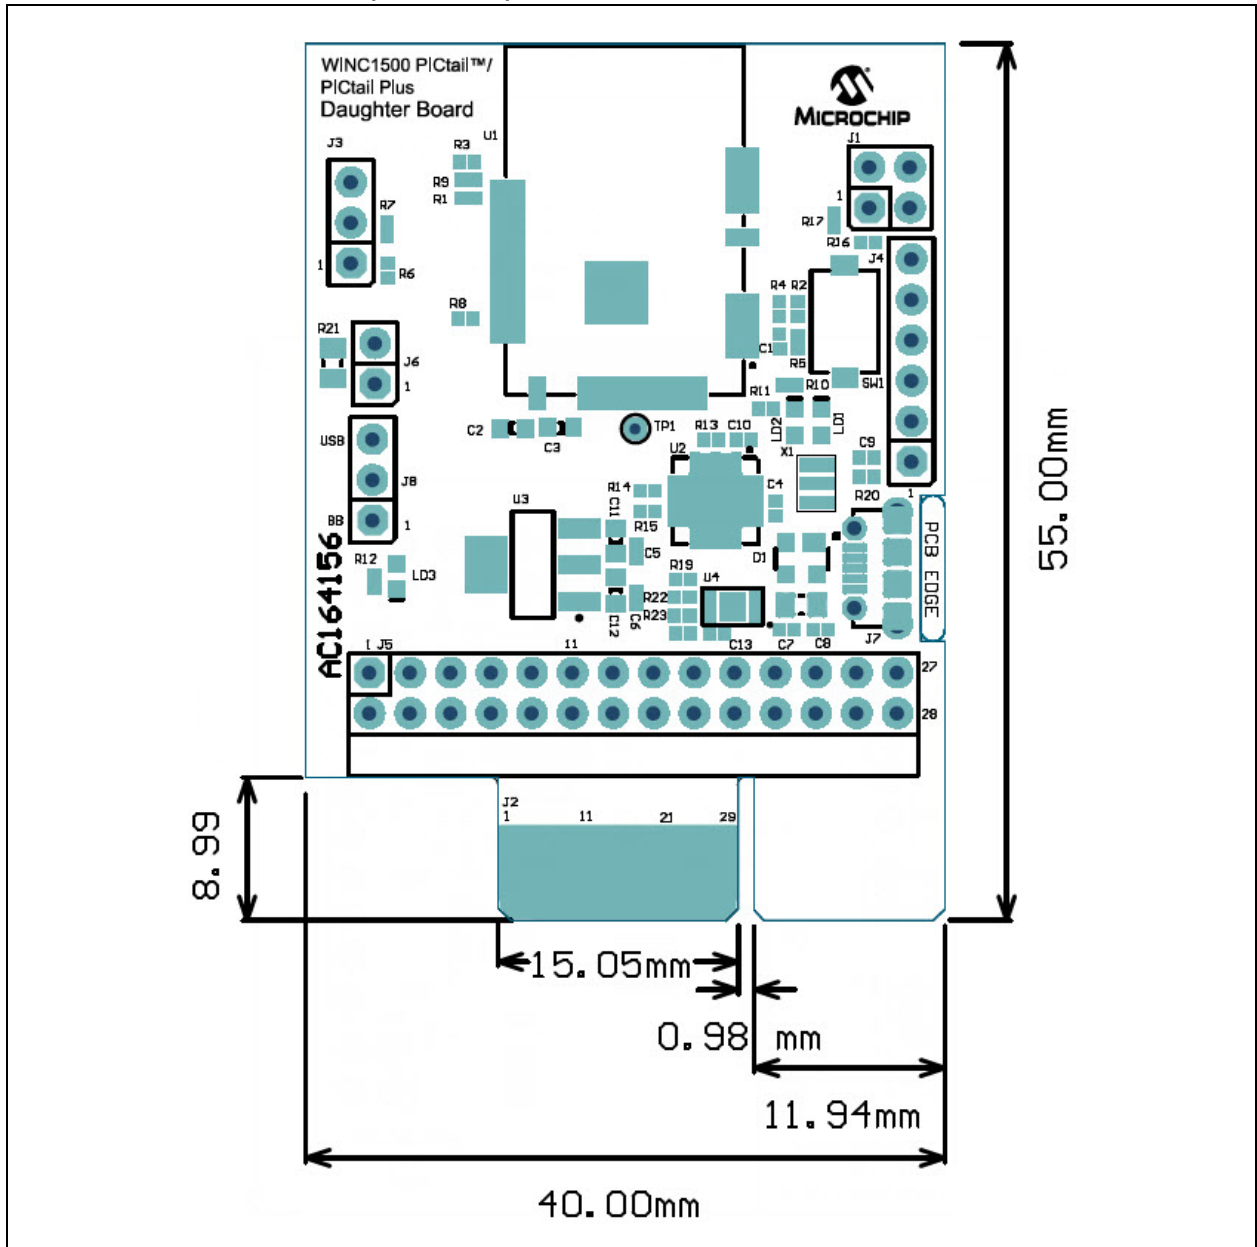 WINC1500 PICtail™/
PICtail Plus
Daughter Board
MICROCHIP
J3
U1
R3
R9
R1
J1
1
R7
R17
R16
1
R6
J4
R8
R4
R2
R21
J6
1
C1
R5
R11
R10
SW1
LD2
LD1
USB
J8
BB
1
C2
C3
TP1
R13
C10
U2
X1
C9
R20
1
R14
R15
C4
U3
C11
C5
D1
PCB EDGE
AC164156
R12
LD3
R19
U4
R22
R23
C6
C12
C13
C7
C8
J7
1
J5
11
27
28
J2
1
11
21
29
8.99
55.00mm
15.05mm
0.98 mm
11.94mm
40.00mm